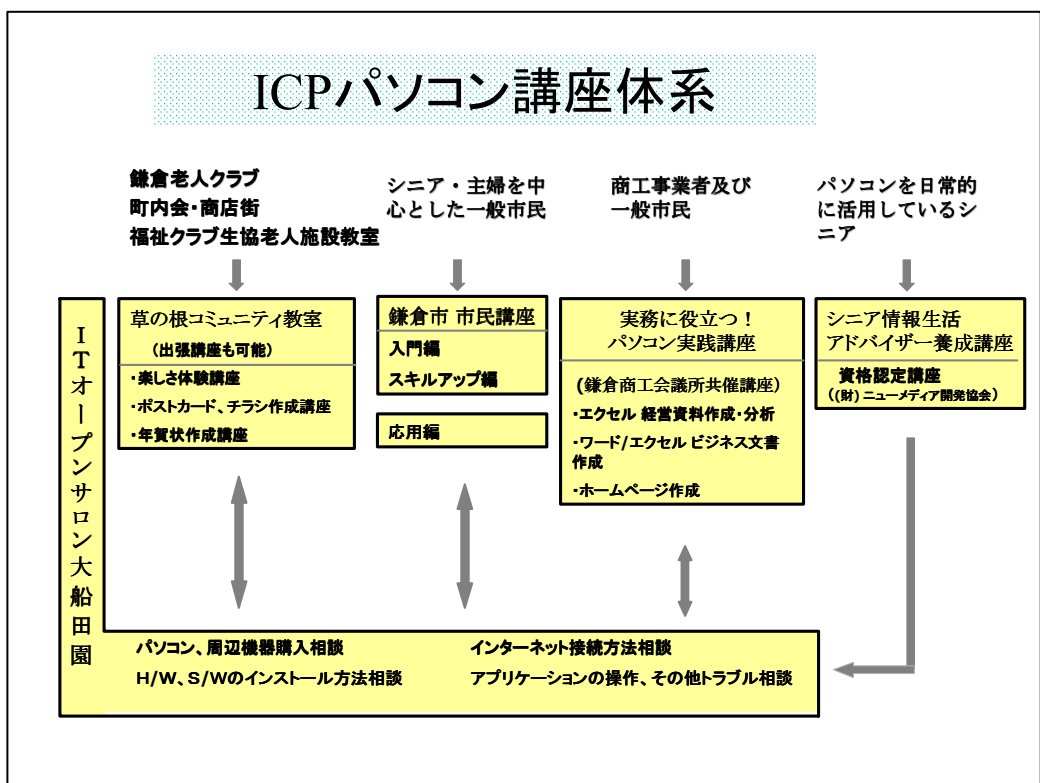 ICPパソコン講座体系
鎌倉老人クラブ
町内会・商店街
福祉クラブ生協老人施設教室
シニア・主婦を中
心とした一般市民
商工事業者及び
一般市民
パソコンを日常的
に活用しているシ
ニア
ITオープンサロン大船田園
草の根コミュニティ教室
(出張講座も可能)
・楽しさ体験講座
・ポストカード、チラシ作成講座
・年賀状作成講座
鎌倉市 市民講座
入門編
スキルアップ編
応用編
実務に役立つ!
パソコン実践講座
(鎌倉商工会議所共催講座)
・エクセル 経営資料作成・分析
・ワード/エクセル ビジネス文書
作成
・ホームページ作成
シニア情報生活
アドバイザー養成講座
資格認定講座
((財) ニューメディア開発協会)
パソコン、周辺機器購入相談
インターネット接続方法相談
H/W、S/Wのインストール方法相談
アプリケーションの操作、その他トラブル相談